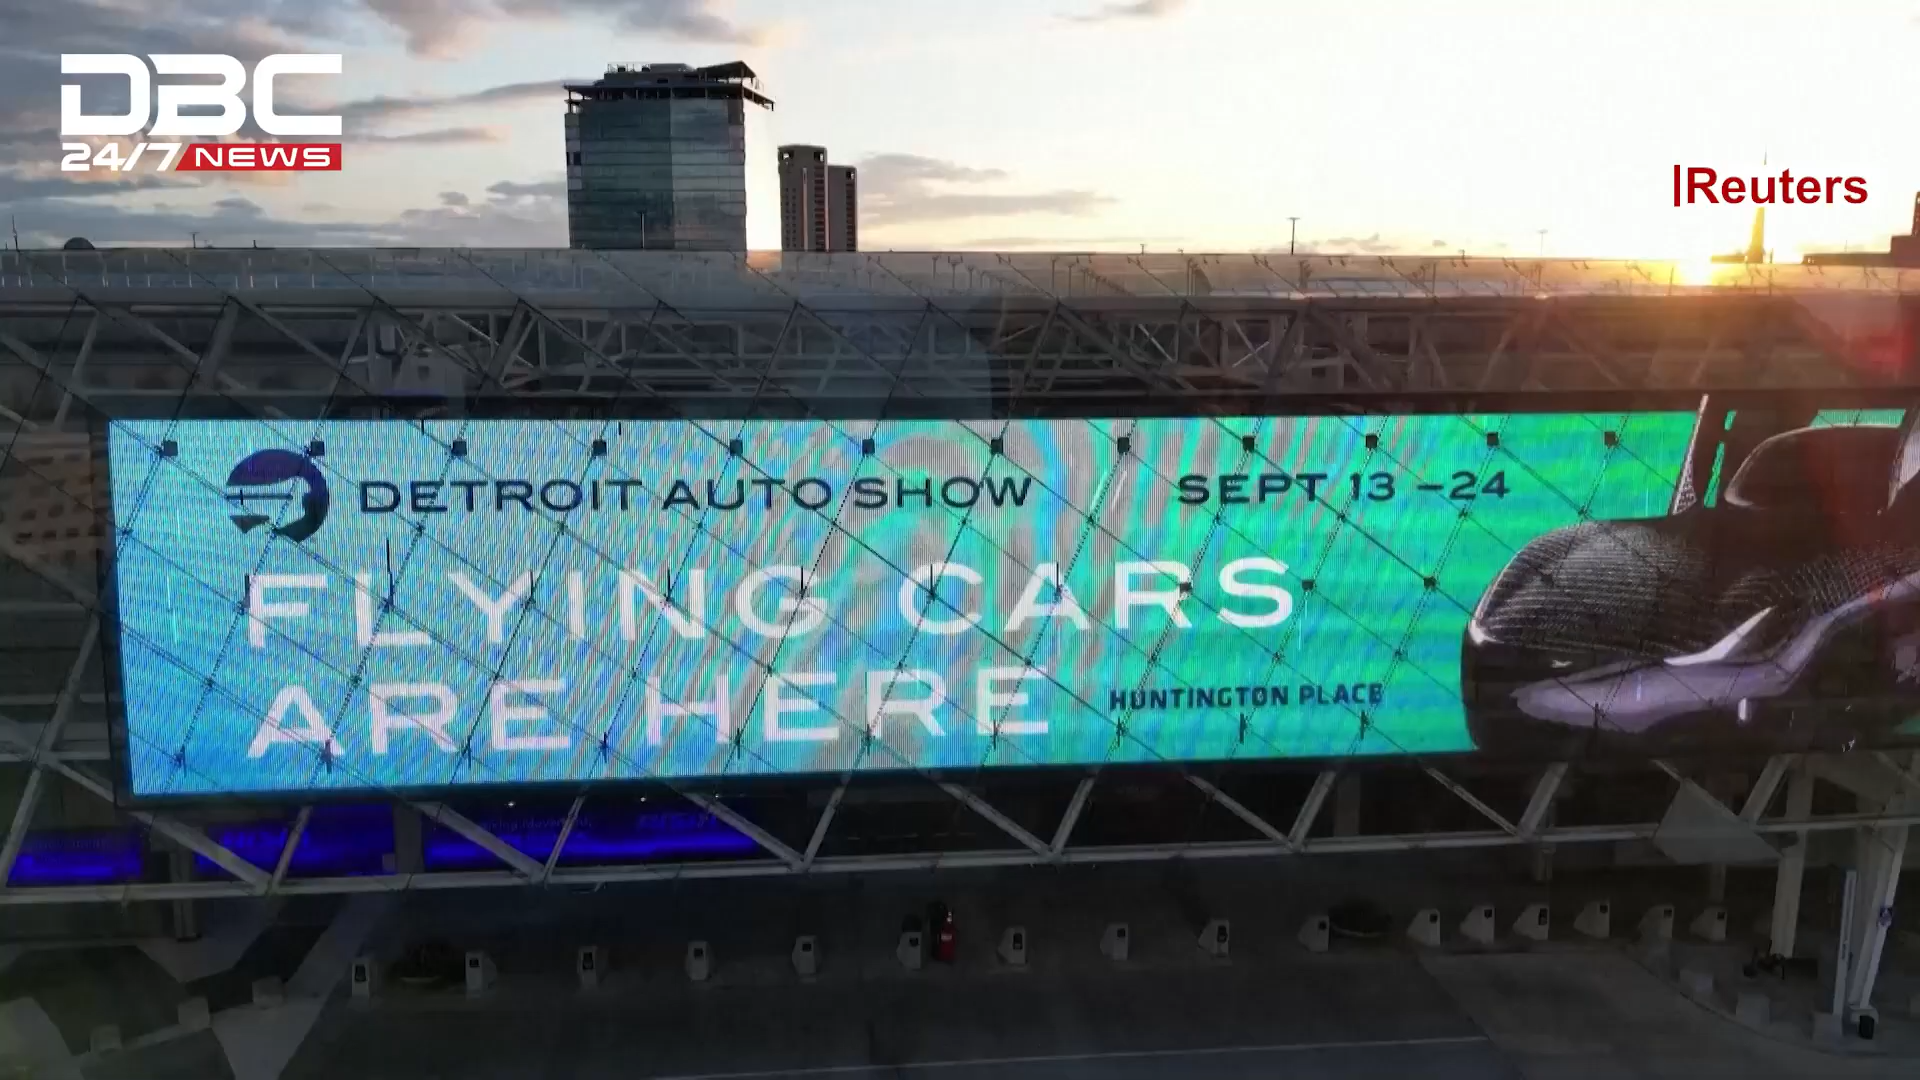 DBC
24/7 NEWS
|Reuters
DETROIT AUTO SHOW
SEPT 13 - 24
FLYING CARS
ARE HERE
HUNTINGTON PLACE